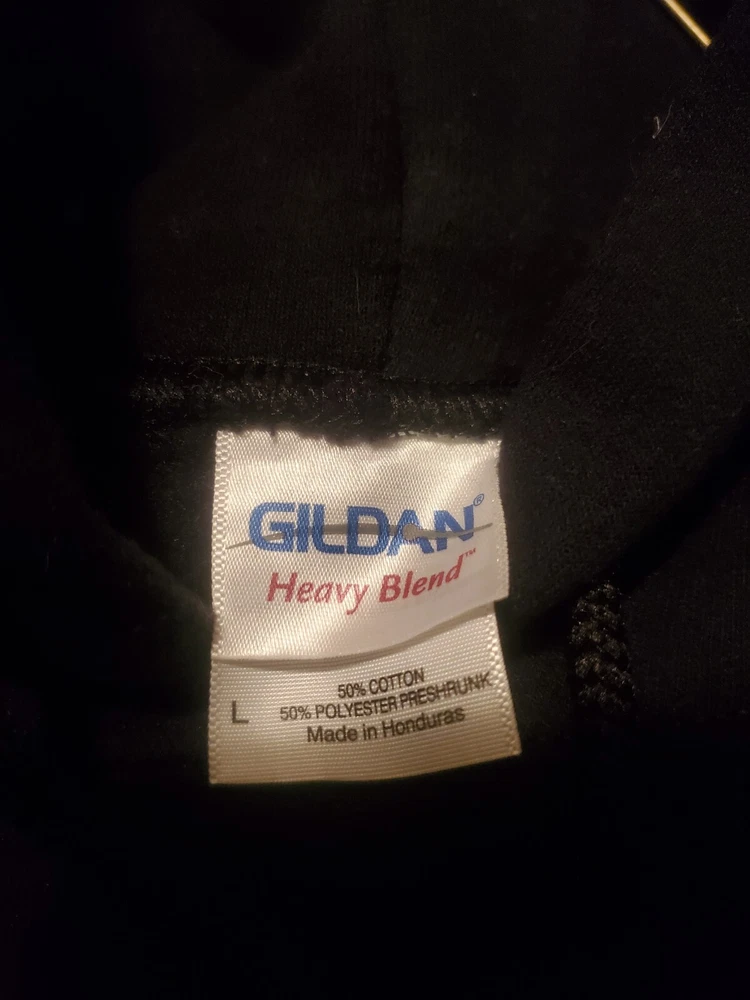 GILDAN®
Heavy Blend™
50% COTTON
L 50% POLYESTER PRESHRUNK
Made in Honduras